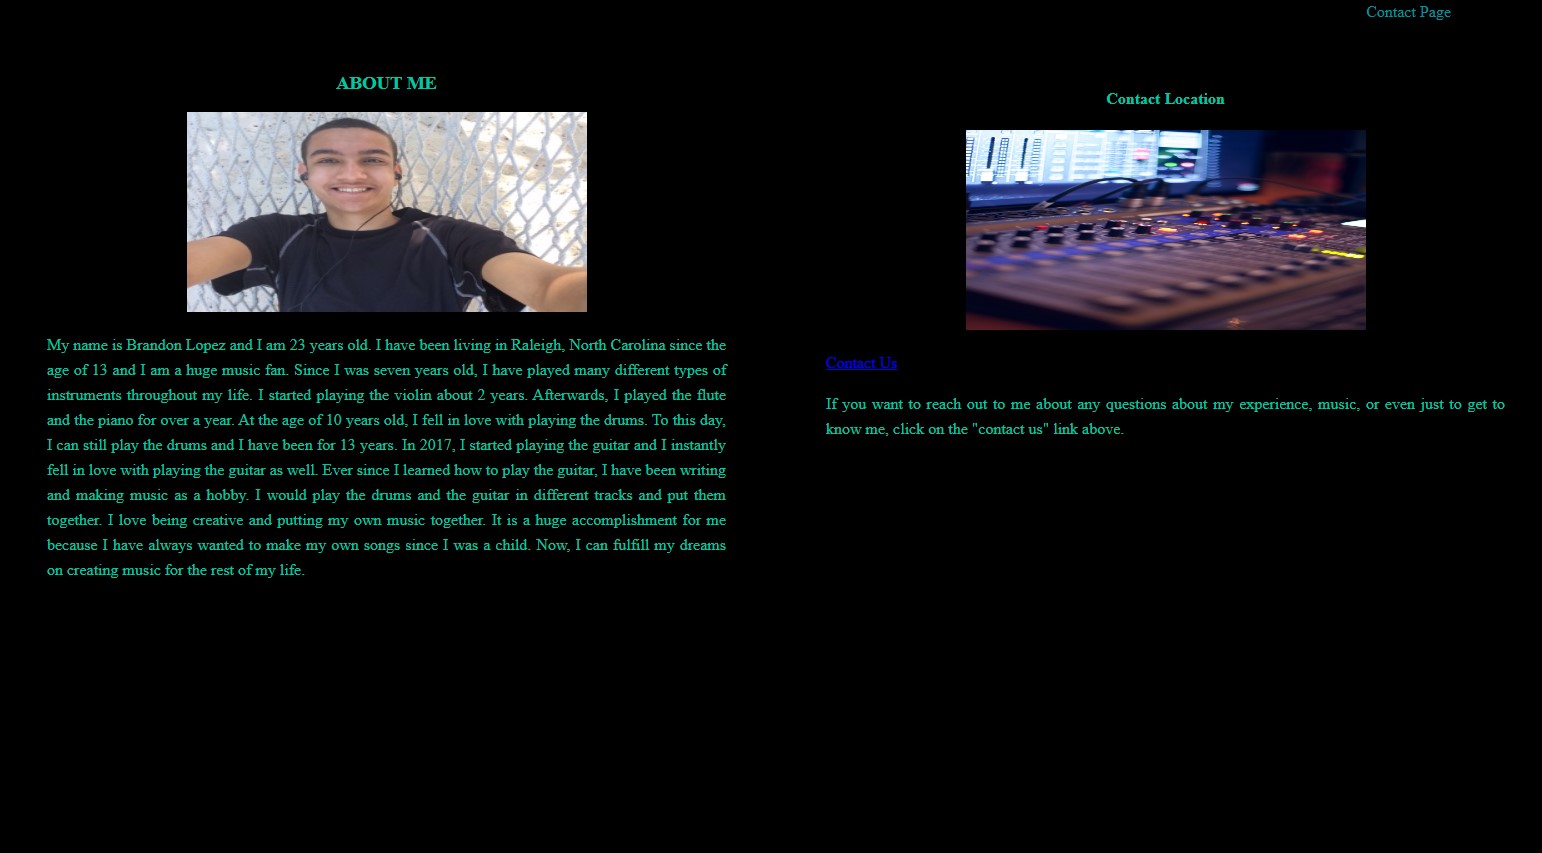 Contact Page
ABOUT ME
My name is Brandon Lopez and I am 23 years old. I have been living in Raleigh, North Carolina since the
age of 13 and I am a huge music fan. Since I was seven years old, I have played many different types of
instruments throughout my life. I started playing the violin about 2 years. Afterwards, I played the flute
and the piano for over a year. At the age of 10 years old, I fell in love with playing the drums. To this day,
I can still play the drums and I have been for 13 years. In 2017, I started playing the guitar and I instantly
fell in love with playing the guitar as well. Ever since I learned how to play the guitar, I have been writing
and making music as a hobby. I would play the drums and the guitar in different tracks and put them
together. I love being creative and putting my own music together. It is a huge accomplishment for me
because I have always wanted to make my own songs since I was a child. Now, I can fulfill my dreams
on creating music for the rest of my life.
Contact Location
Contact Us
If you want to reach out to me about any questions about my experience, music, or even just to get to
know me, click on the "contact us" link above.